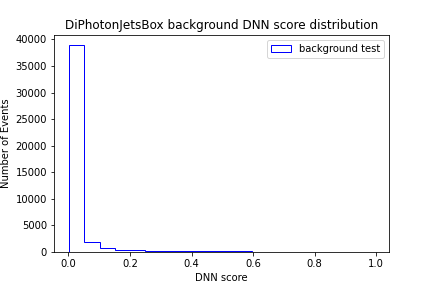 DiPhotonJetsBox background DNN score distribution
background test
Number of Events
40000
35000
30000
25000
20000
15000
10000
5000
0
0.0 0.2 0.4 0.6 0.8 1.0
DNN score